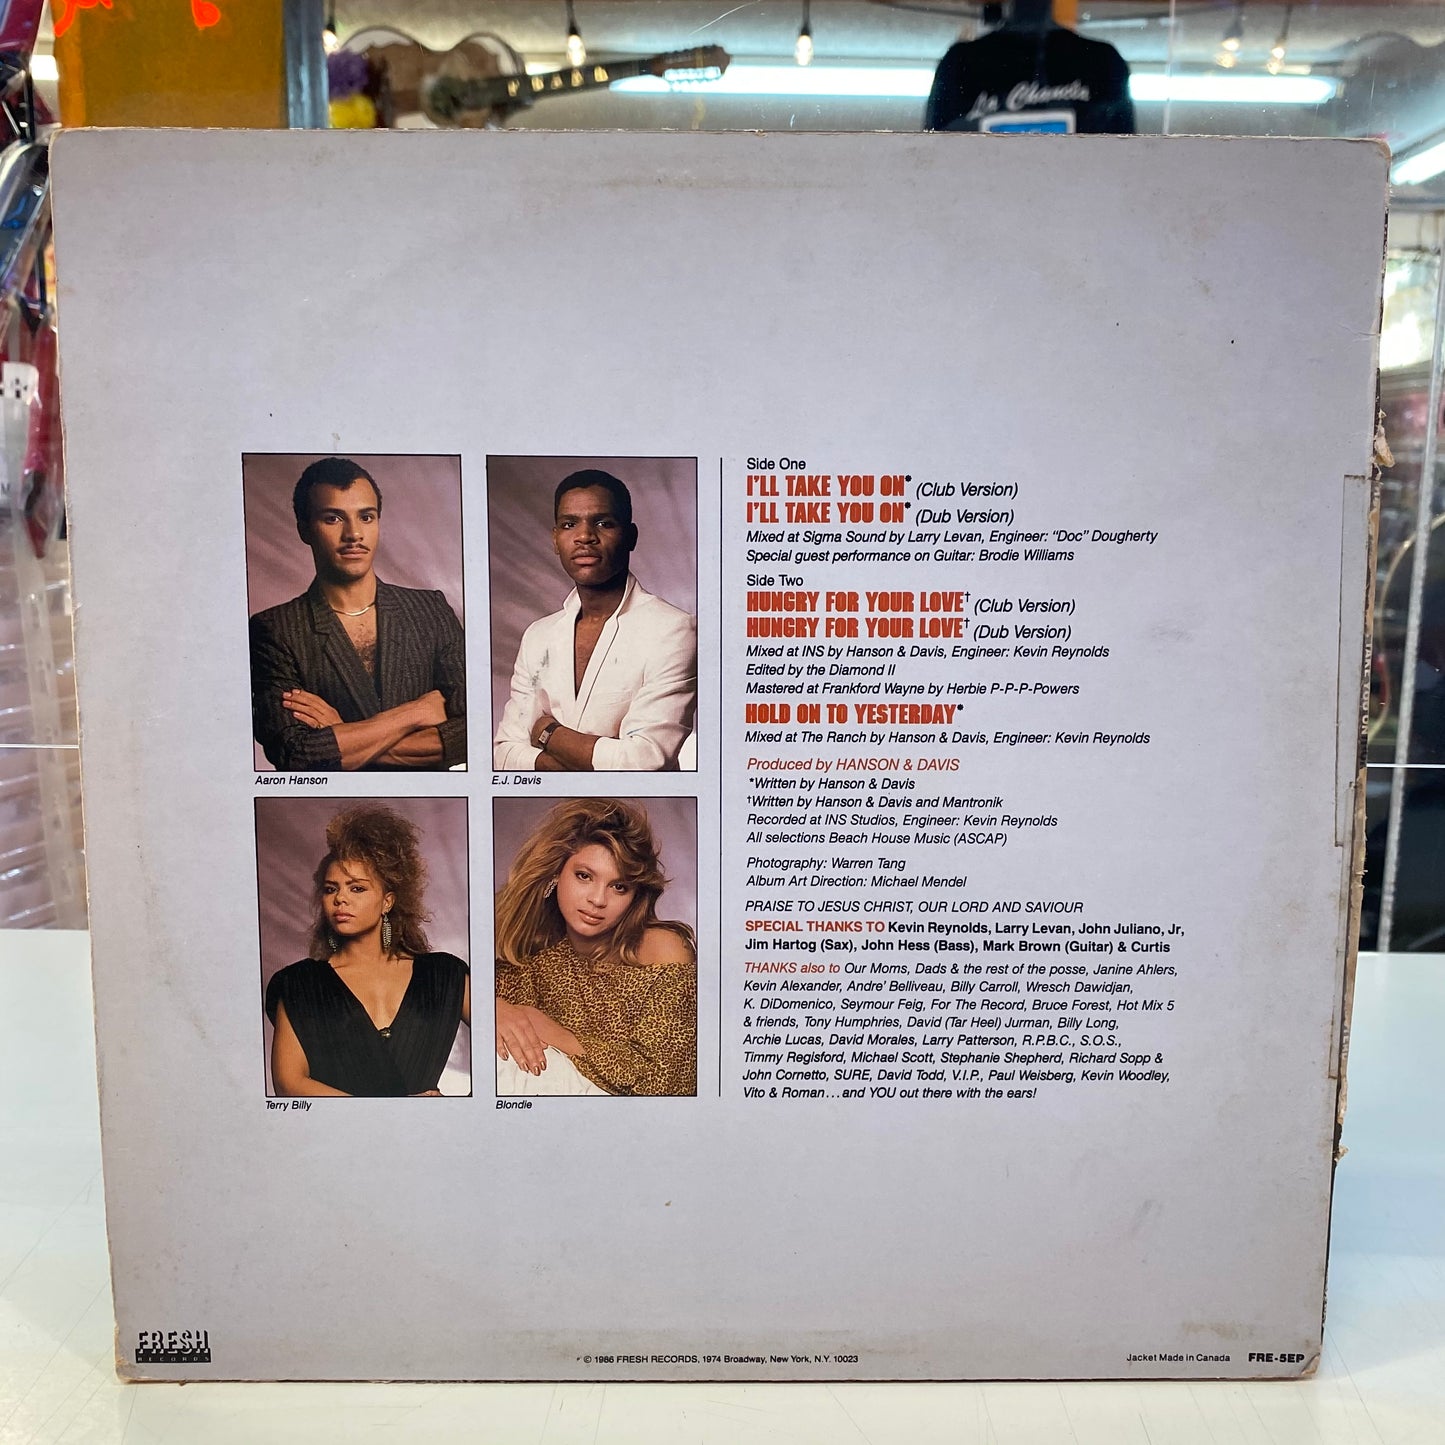 La Chancla
Side One
I'LL TAKE YOU ON* (Club Version)
I'LL TAKE YOU ON* (Dub Version)
Mixed at Sigma Sound by Larry Levan, Engineer: “Doc” Dougherty
Special guest performance on Guitar: Brodie Williams
Side Two
HUNGRY FOR YOUR LOVE† (Club Version)
HUNGRY FOR YOUR LOVE† (Dub Version)
Mixed at INS by Hanson & Davis, Engineer: Kevin Reynolds
Edited by the Diamond II
Mastered at Frankford Wayne by Herbie P-P-P-Powers
HOLD ON TO YESTERDAY*
Mixed at The Ranch by Hanson & Davis, Engineer: Kevin Reynolds
Produced by HANSON & DAVIS
*Written by Hanson & Davis
†Written by Hanson & Davis and Mantronik
Recorded at INS Studios, Engineer: Kevin Reynolds
All selections Beach House Music (ASCAP)
Photography: Warren Tang
Album Art Direction: Michael Mendel
PRAISE TO JESUS CHRIST, OUR LORD AND SAVIOUR
SPECIAL THANKS TO Kevin Reynolds, Larry Levan, John Juliano, Jr,
Jim Hartog (Sax), John Hess (Bass), Mark Brown (Guitar) & Curtis
THANKS also to Our Moms, Dads & the rest of the posse, Janine Ahlers,
Kevin Alexander, Andre' Belliveau, Billy Carroll, Wresch Dawidjan,
K. DiDomenico, Seymour Feig, For The Record, Bruce Forest, Hot Mix 5
& friends, Tony Humphries, David (Tar Heel) Jurman, Billy Long,
Archie Lucas, David Morales, Larry Patterson, R.P.B.C., S.O.S.,
Timmy Regisford, Michael Scott, Stephanie Shepherd, Richard Sopp &
John Cornetto, SURE, David Todd, V.I.P., Paul Weisberg, Kevin Woodley,
Vito & Roman...and YOU out there with the ears!
Aaron Hanson
E.J. Davis
Terry Billy
Blondie
FRESH
RECORDS
© 1986 FRESH RECORDS, 1974 Broadway, New York, N.Y. 10023
Jacket Made in Canada FRE-5EP